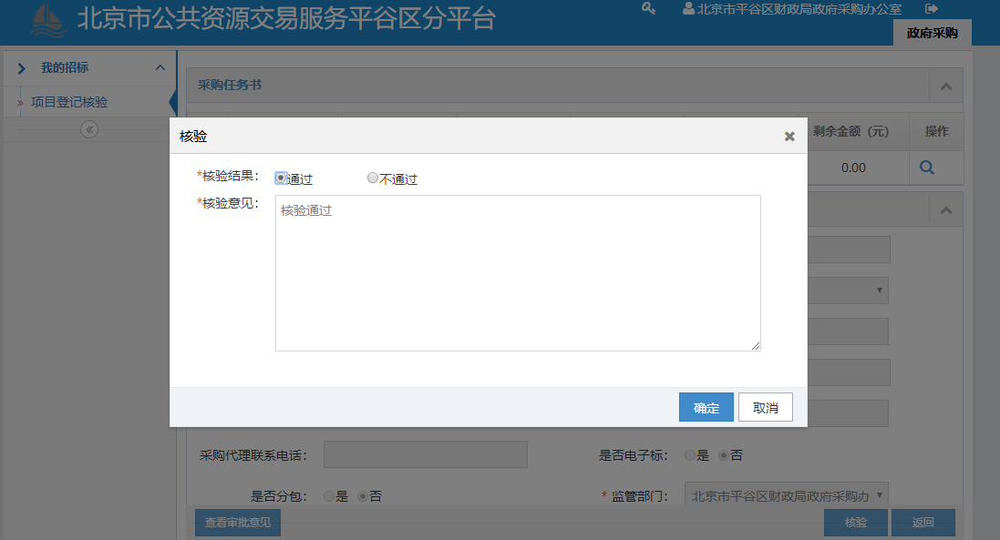 北京市公共资源交易服务平谷区分平台
北京市平谷区财政局政府采购办公室
政府采购
我的招标
项目登记核验
采购任务书
剩余金额（元） 操作
0.00
核验
*核验结果： 通过 不通过
*核验意见： 核验通过
确定 取消
采购代理联系电话： 是否电子标： 是 否
是否分包： 是 否 * 监管部门： 北京市平谷区财政局政府采购办
查看审批意见 核验 返回